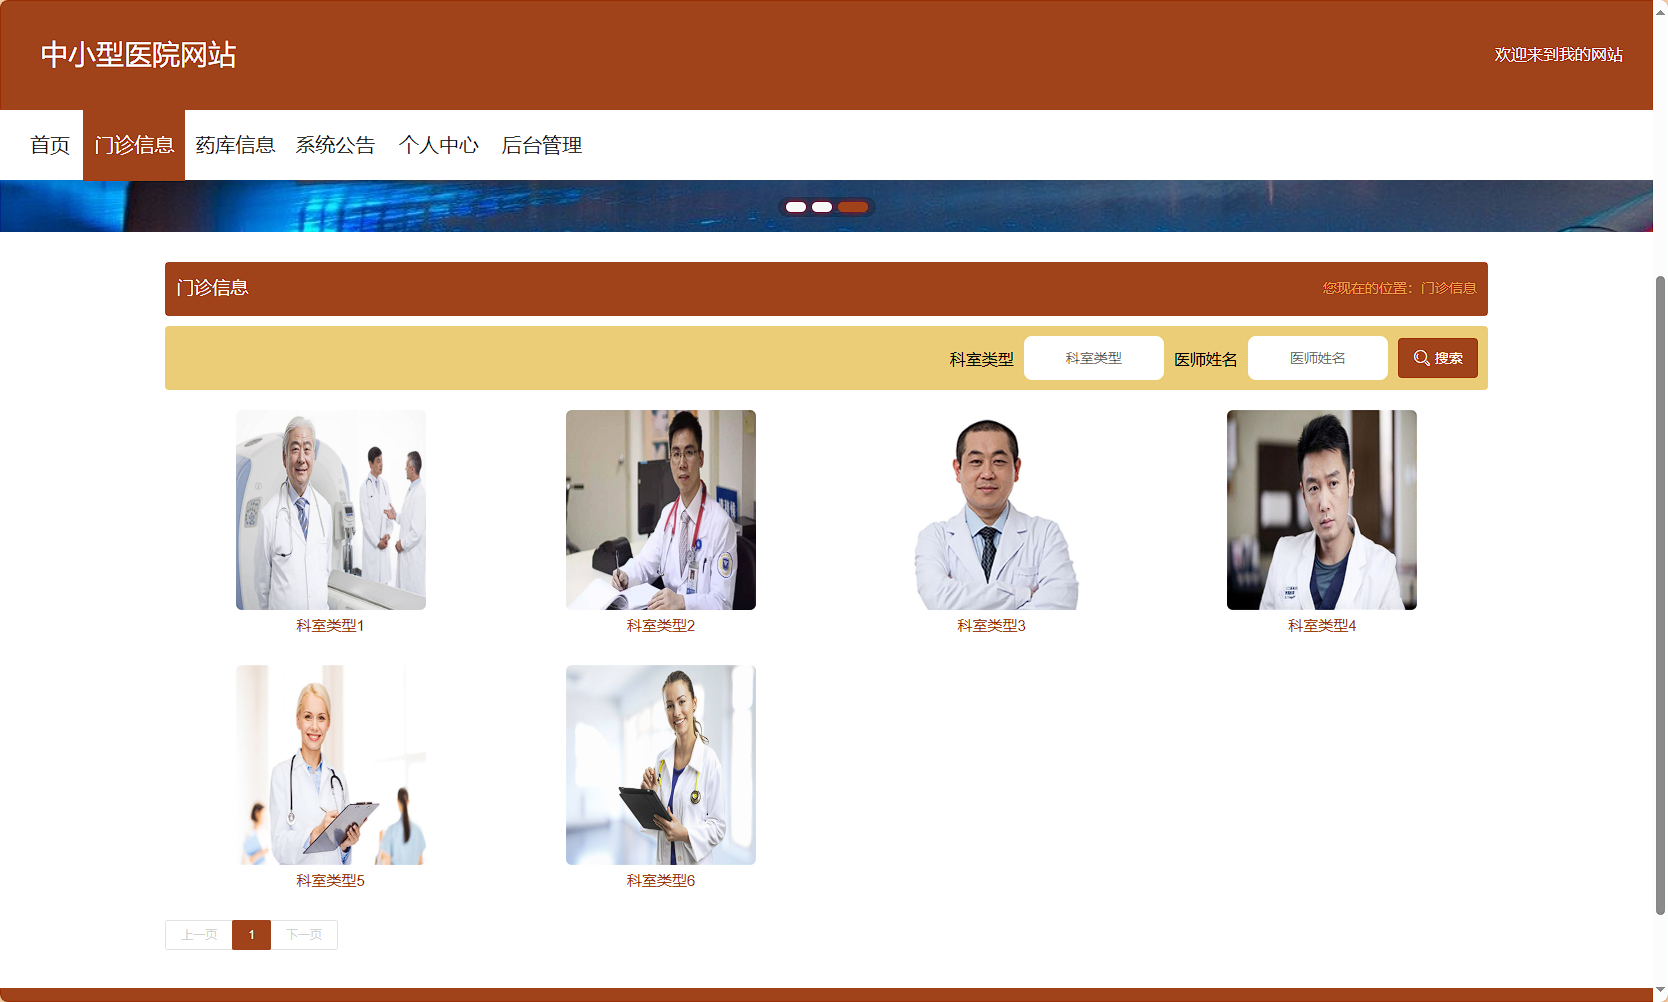 中小型医院网站
欢迎来到我的网站
首页 门诊信息 药库信息 系统公告 个人中心 后台管理
门诊信息
您现在的位置：门诊信息
科室类型 科室类型 医师姓名 医师姓名 搜索
科室类型1 科室类型2 科室类型3 科室类型4
科室类型5 科室类型6
上一页 1 下一页